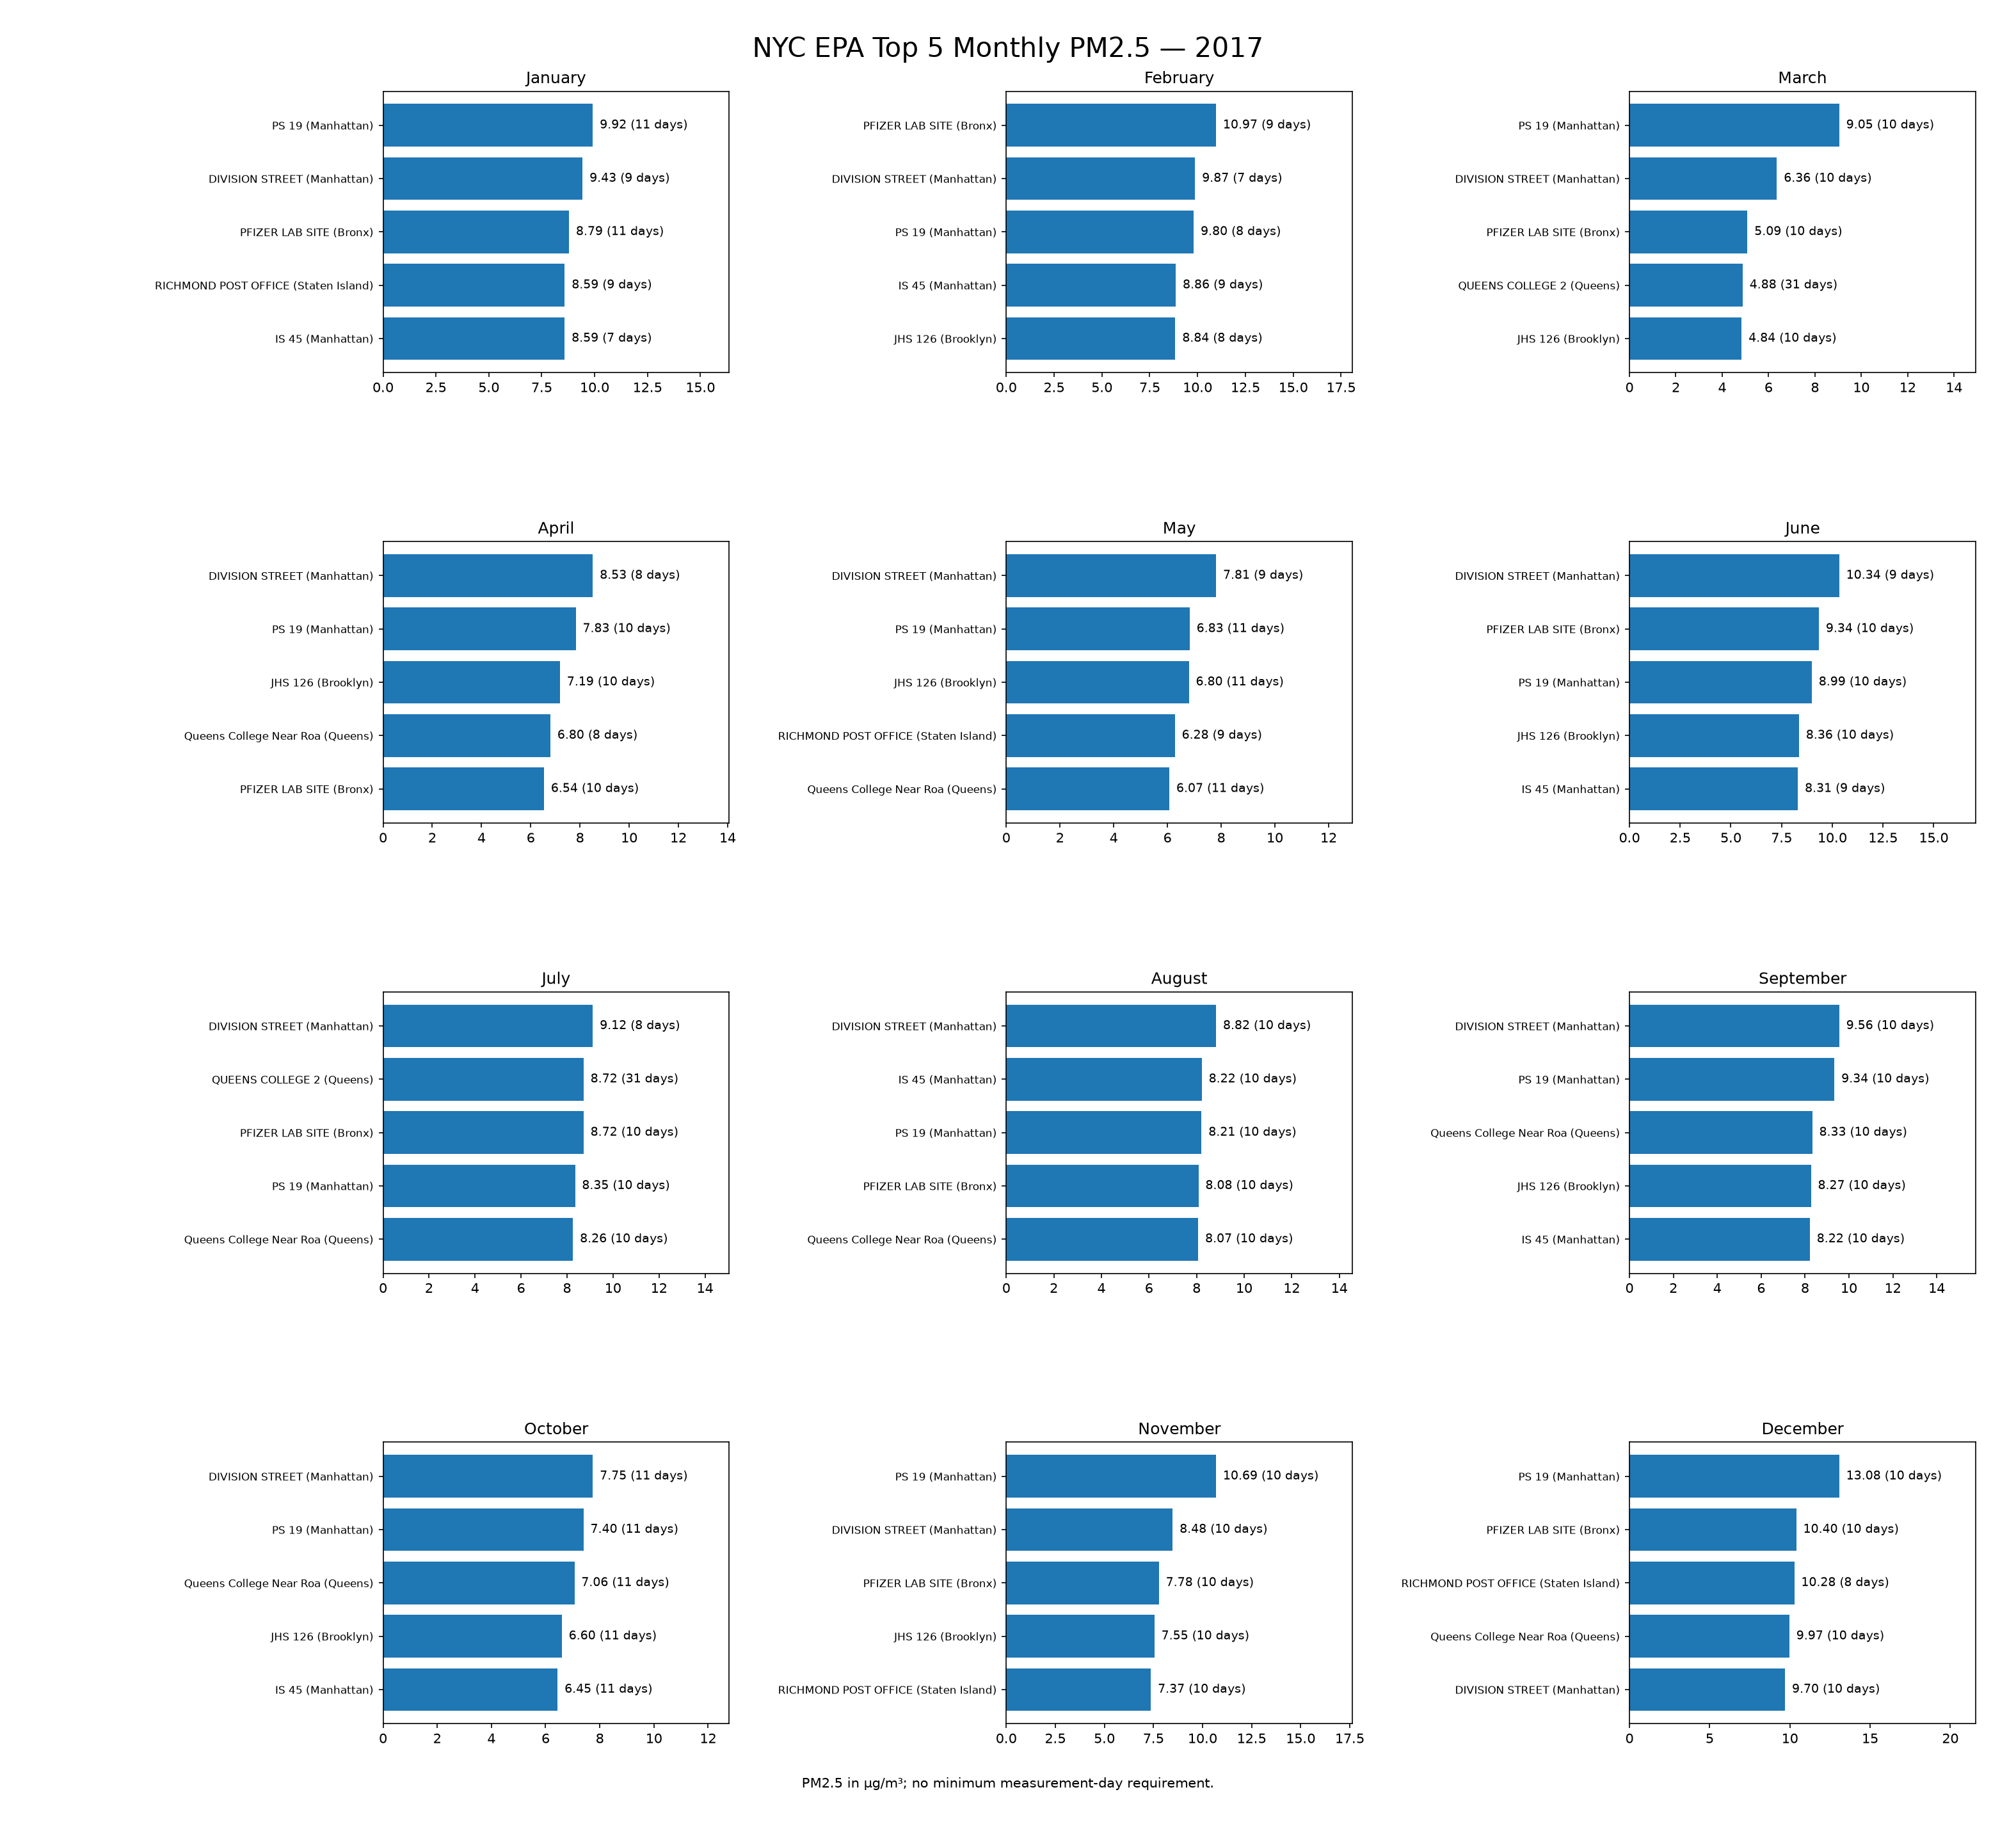 NYC EPA Top 5 Monthly PM2.5 — 2017
January
PS 19 (Manhattan) 9.92 (11 days)
DIVISION STREET (Manhattan) 9.43 (9 days)
PFIZER LAB SITE (Bronx) 8.79 (11 days)
RICHMOND POST OFFICE (Staten Island) 8.59 (9 days)
IS 45 (Manhattan) 8.59 (7 days)
0.0 2.5 5.0 7.5 10.0 12.5 15.0
February
PFIZER LAB SITE (Bronx) 10.97 (9 days)
DIVISION STREET (Manhattan) 9.87 (7 days)
PS 19 (Manhattan) 9.80 (8 days)
IS 45 (Manhattan) 8.86 (9 days)
JHS 126 (Brooklyn) 8.84 (8 days)
0.0 2.5 5.0 7.5 10.0 12.5 15.0 17.5
March
PS 19 (Manhattan) 9.05 (10 days)
DIVISION STREET (Manhattan) 6.36 (10 days)
PFIZER LAB SITE (Bronx) 5.09 (10 days)
QUEENS COLLEGE 2 (Queens) 4.88 (31 days)
JHS 126 (Brooklyn) 4.84 (10 days)
0 2 4 6 8 10 12 14
April
DIVISION STREET (Manhattan) 8.53 (8 days)
PS 19 (Manhattan) 7.83 (10 days)
JHS 126 (Brooklyn) 7.19 (10 days)
Queens College Near Roa (Queens) 6.80 (8 days)
PFIZER LAB SITE (Bronx) 6.54 (10 days)
0 2 4 6 8 10 12 14
May
DIVISION STREET (Manhattan) 7.81 (9 days)
PS 19 (Manhattan) 6.83 (11 days)
JHS 126 (Brooklyn) 6.80 (11 days)
RICHMOND POST OFFICE (Staten Island) 6.28 (9 days)
Queens College Near Roa (Queens) 6.07 (11 days)
0 2 4 6 8 10 12
June
DIVISION STREET (Manhattan) 10.34 (9 days)
PFIZER LAB SITE (Bronx) 9.34 (10 days)
PS 19 (Manhattan) 8.99 (10 days)
JHS 126 (Brooklyn) 8.36 (10 days)
IS 45 (Manhattan) 8.31 (9 days)
0.0 2.5 5.0 7.5 10.0 12.5 15.0
July
DIVISION STREET (Manhattan) 9.12 (8 days)
QUEENS COLLEGE 2 (Queens) 8.72 (31 days)
PFIZER LAB SITE (Bronx) 8.72 (10 days)
PS 19 (Manhattan) 8.35 (10 days)
Queens College Near Roa (Queens) 8.26 (10 days)
0 2 4 6 8 10 12 14
August
DIVISION STREET (Manhattan) 8.82 (10 days)
IS 45 (Manhattan) 8.22 (10 days)
PS 19 (Manhattan) 8.21 (10 days)
PFIZER LAB SITE (Bronx) 8.08 (10 days)
Queens College Near Roa (Queens) 8.07 (10 days)
0 2 4 6 8 10 12 14
September
DIVISION STREET (Manhattan) 9.56 (10 days)
PS 19 (Manhattan) 9.34 (10 days)
Queens College Near Roa (Queens) 8.33 (10 days)
JHS 126 (Brooklyn) 8.27 (10 days)
IS 45 (Manhattan) 8.22 (10 days)
0 2 4 6 8 10 12 14
October
DIVISION STREET (Manhattan) 7.75 (11 days)
PS 19 (Manhattan) 7.40 (11 days)
Queens College Near Roa (Queens) 7.06 (11 days)
JHS 126 (Brooklyn) 6.60 (11 days)
IS 45 (Manhattan) 6.45 (11 days)
0 2 4 6 8 10 12
November
PS 19 (Manhattan) 10.69 (10 days)
DIVISION STREET (Manhattan) 8.48 (10 days)
PFIZER LAB SITE (Bronx) 7.78 (10 days)
JHS 126 (Brooklyn) 7.55 (10 days)
RICHMOND POST OFFICE (Staten Island) 7.37 (10 days)
0.0 2.5 5.0 7.5 10.0 12.5 15.0 17.5
December
PS 19 (Manhattan) 13.08 (10 days)
PFIZER LAB SITE (Bronx) 10.40 (10 days)
RICHMOND POST OFFICE (Staten Island) 10.28 (8 days)
Queens College Near Roa (Queens) 9.97 (10 days)
DIVISION STREET (Manhattan) 9.70 (10 days)
0 5 10 15 20
PM2.5 in µg/m³; no minimum measurement-day requirement.